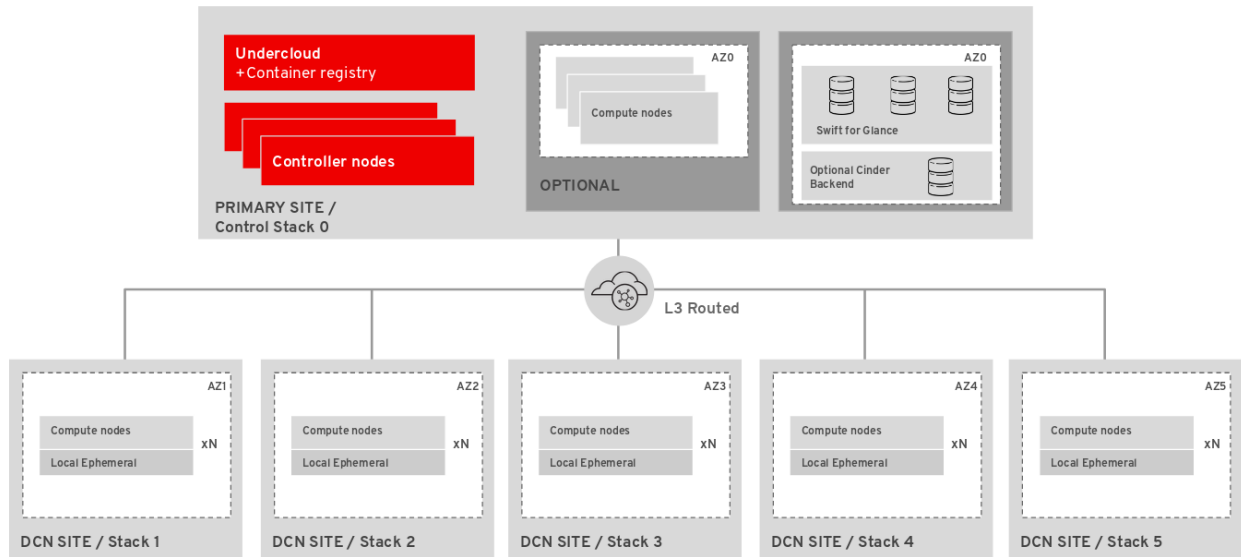 Undercloud
+Container registry
Controller nodes
PRIMARY SITE /
Control Stack 0
AZ0
Compute nodes
OPTIONAL
AZ0
Swift for Glance
Optional Cinder
Backend
L3 Routed
AZ1
Compute nodes
Local Ephemeral
xN
DCN SITE / Stack 1
AZ2
Compute nodes
Local Ephemeral
xN
DCN SITE / Stack 2
AZ3
Compute nodes
Local Ephemeral
xN
DCN SITE / Stack 3
AZ4
Compute nodes
Local Ephemeral
xN
DCN SITE / Stack 4
AZ5
Compute nodes
Local Ephemeral
xN
DCN SITE / Stack 5